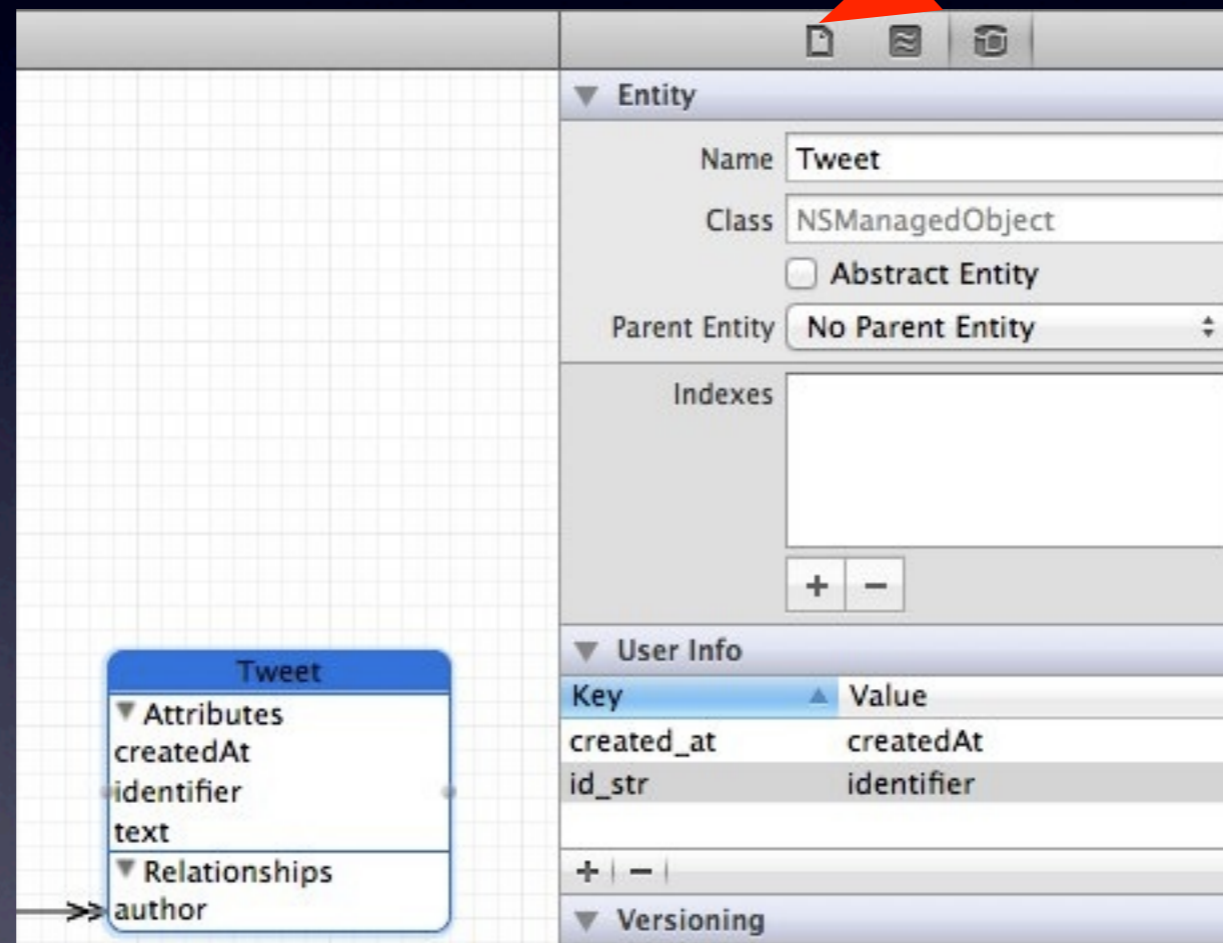 Entity
Name Tweet
Class NSManagedObject
Abstract Entity
Parent Entity No Parent Entity
Indexes
+ −
User Info
Key Value
created_at createdAt
id_str identifier
+ −
Versioning
Tweet
Attributes
createdAt
identifier
text
Relationships
author